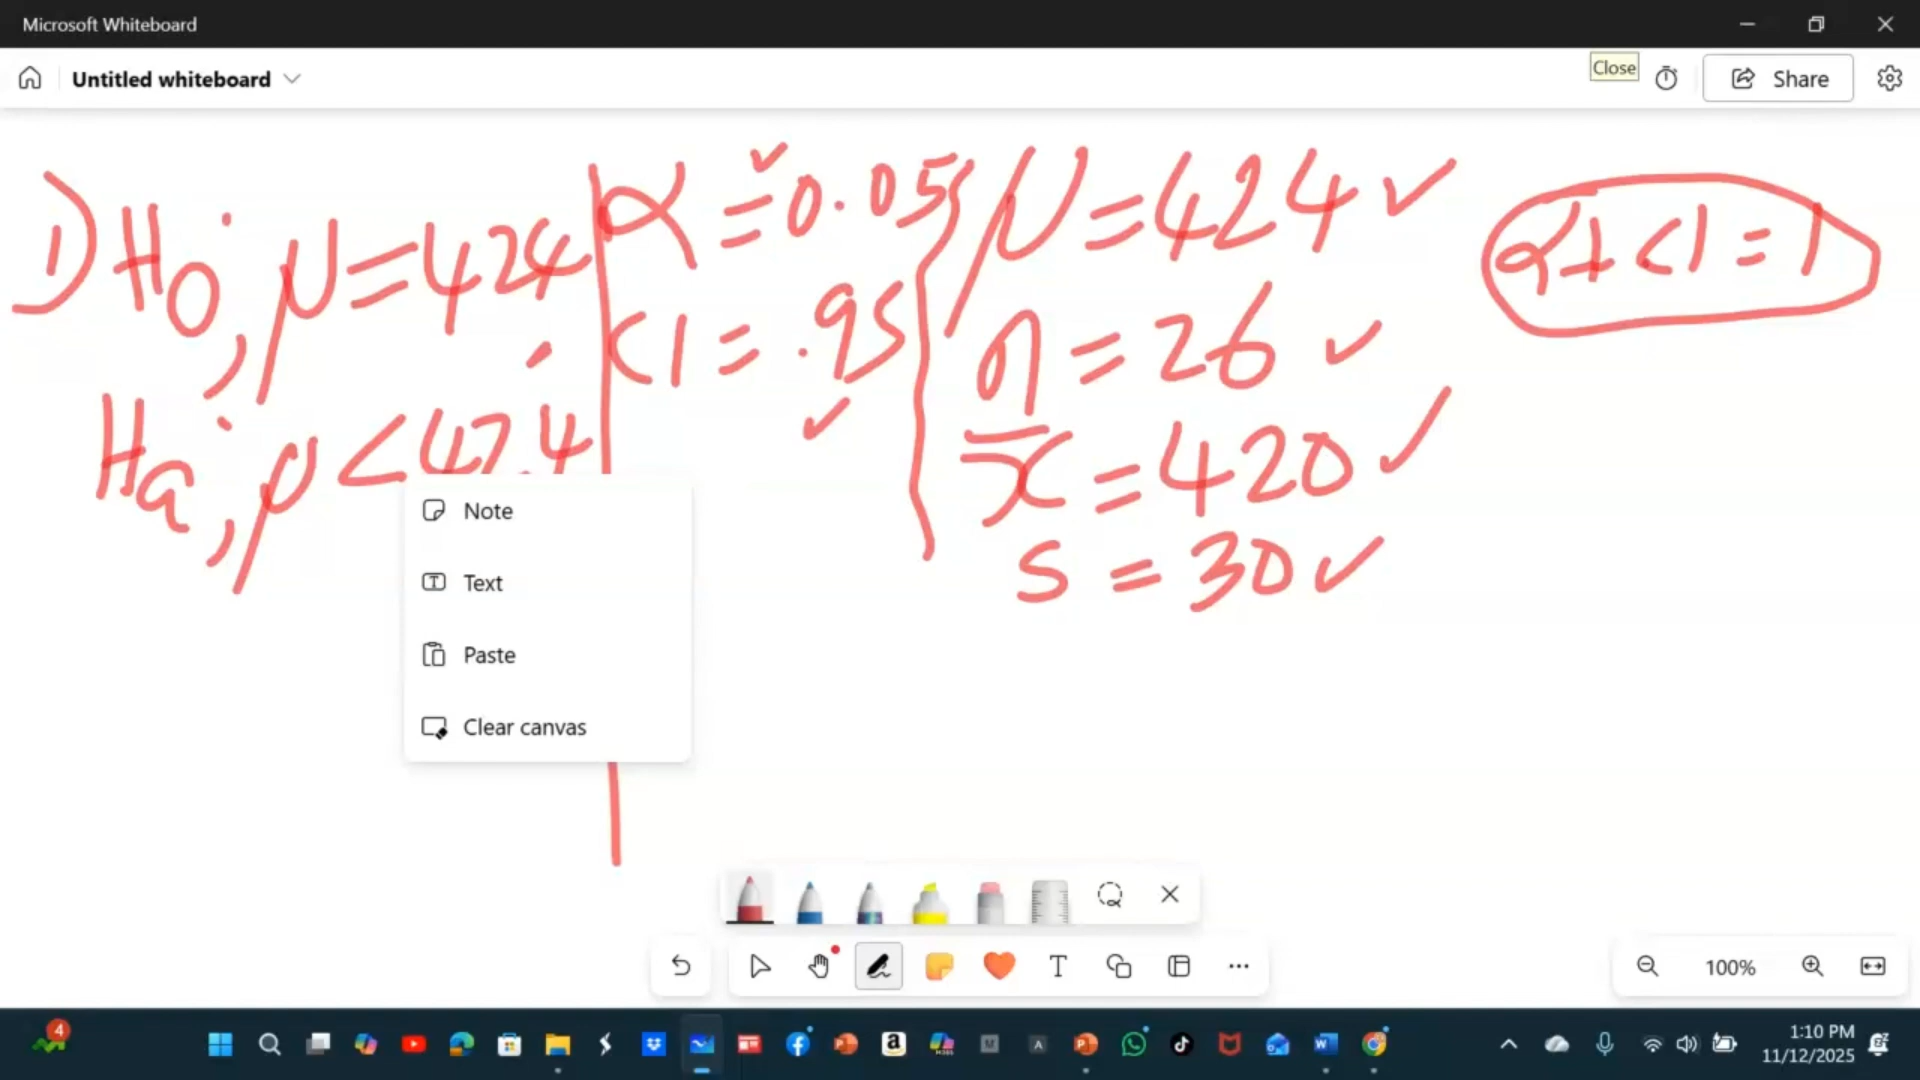 Microsoft Whiteboard
Untitled whiteboard
Close
Share
1) H0: μ = 424
Ha: μ < 424
α = 0.05
CI = .95
μ = 424 ✓
n = 26 ✓
x̄ = 420 ✓
s = 30 ✓
α + CI = 1
Note
Text
Paste
Clear canvas
100%
4
1:10 PM
11/12/2025